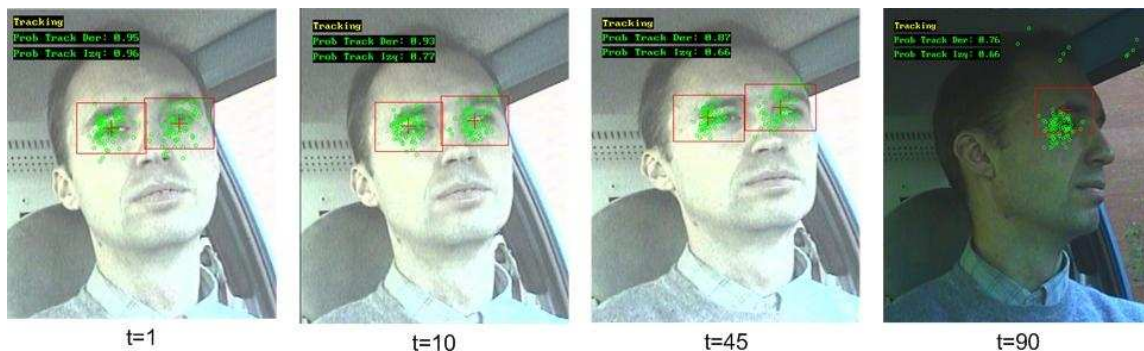 Tracking
Prob Track Der: 0.95
Prob Track Izq: 0.96
Tracking
Prob Track Der: 0.93
Prob Track Izq: 0.77
Tracking
Prob Track Der: 0.87
Prob Track Izq: 0.66
Tracking
Prob Track Der: 0.76
Prob Track Izq: 0.66
t=1
t=10
t=45
t=90